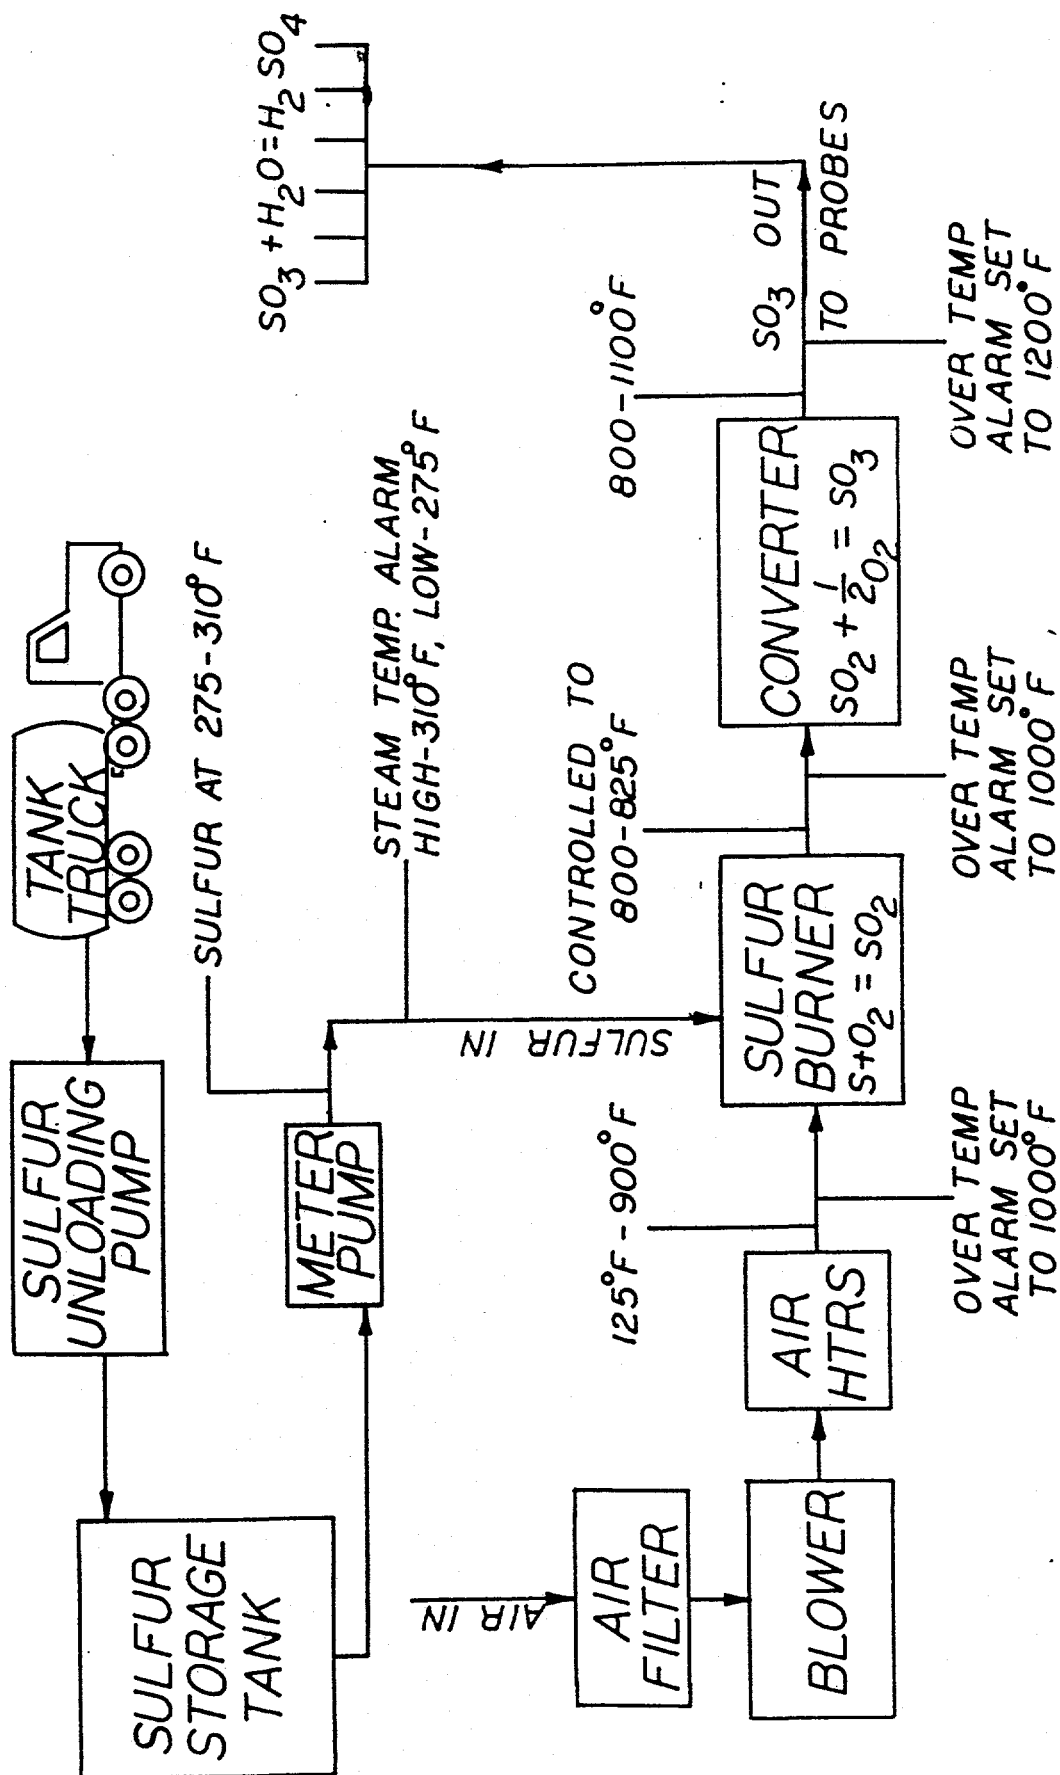 TANK
TRUCK
SULFUR
UNLOADING
PUMP
SULFUR
STORAGE
TANK
METER
PUMP
SULFUR AT 275-310°F
STEAM TEMP. ALARM
HIGH-310°F, LOW-275°F
SULFUR IN
AIR IN
AIR
FILTER
BLOWER
AIR
HTRS
125°F-900°F
OVER TEMP
ALARM SET
TO 1000°F
SULFUR
BURNER
S+O2 = SO2
CONTROLLED TO
800-825°F
OVER TEMP
ALARM SET
TO 1000°F
CONVERTER
SO2 + 1/2 O2 = SO3
800-1100°F
OVER TEMP
ALARM SET
TO 1200°F
SO3 OUT
TO PROBES
SO3 + H2O = H2 SO4